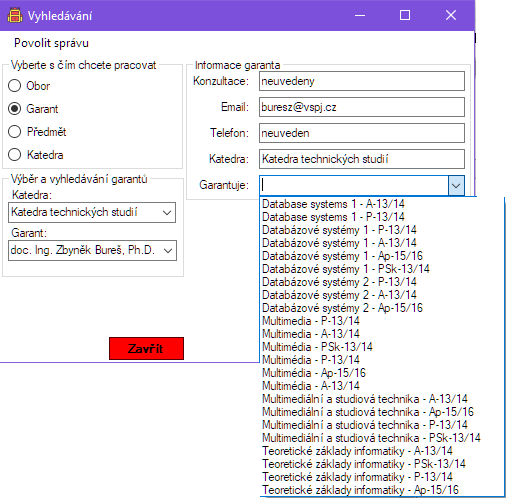 Vyhledávání
Povolit správu
Vyberte s čím chcete pracovat
Obor
Garant
Předmět
Katedra
Výběr a vyhledávání garantů
Katedra:
Katedra technických studií
Garant:
doc. Ing. Zbyněk Bureš, Ph.D.
Zavřít
Infomace garanta
Konzultace: neuvedeny
Email: buresz@vspj.cz
Telefon: neuveden
Katedra: Katedra technických studií
Garantuje:
Database systems 1 - A-13/14
Database systems 1 - P-13/14
Databázové systémy 1 - P-13/14
Databázové systémy 1 - A-13/14
Databázové systémy 1 - Ap-15/16
Databázové systémy 1 - PSk-13/14
Databázové systémy 2 - P-13/14
Databázové systémy 2 - A-13/14
Databázové systémy 2 - Ap-15/16
Multimedia - P-13/14
Multimedia - A-13/14
Multimédia - PSk-13/14
Multimédia - P-13/14
Multimédia - Ap-15/16
Multimédia - A-13/14
Multimediální a studiová technika - A-13/14
Multimediální a studiová technika - Ap-15/16
Multimediální a studiová technika - P-13/14
Multimediální a studiová technika - PSk-13/14
Teoretické základy informatiky - A-13/14
Teoretické základy informatiky - PSk-13/14
Teoretické základy informatiky - P-13/14
Teoretické základy informatiky - Ap-15/16